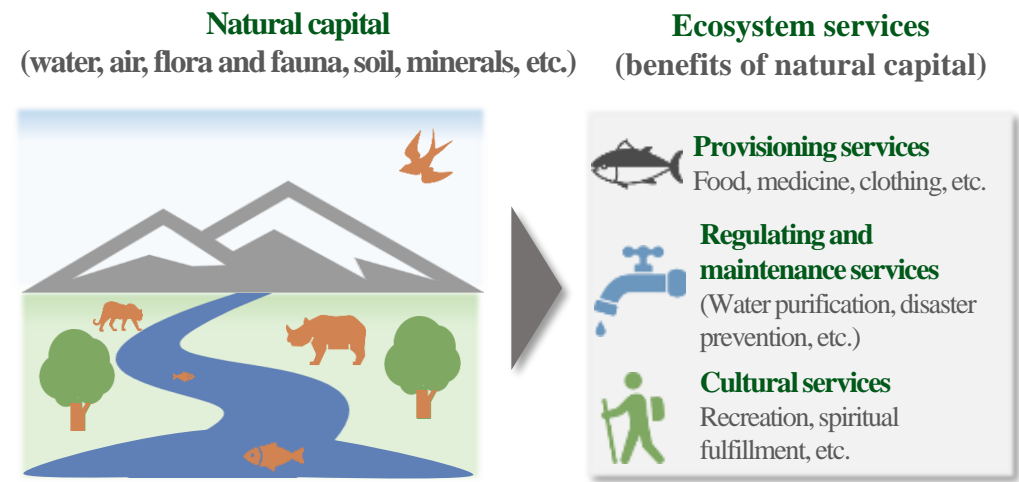 Natural capital
(water, air, flora and fauna, soil, minerals, etc.)
Ecosystem services
(benefits of natural capital)
Provisioning services
Food, medicine, clothing, etc.
Regulating and
maintenance services
(Water purification, disaster
prevention, etc.)
Cultural services
Recreation, spiritual
fulfillment, etc.